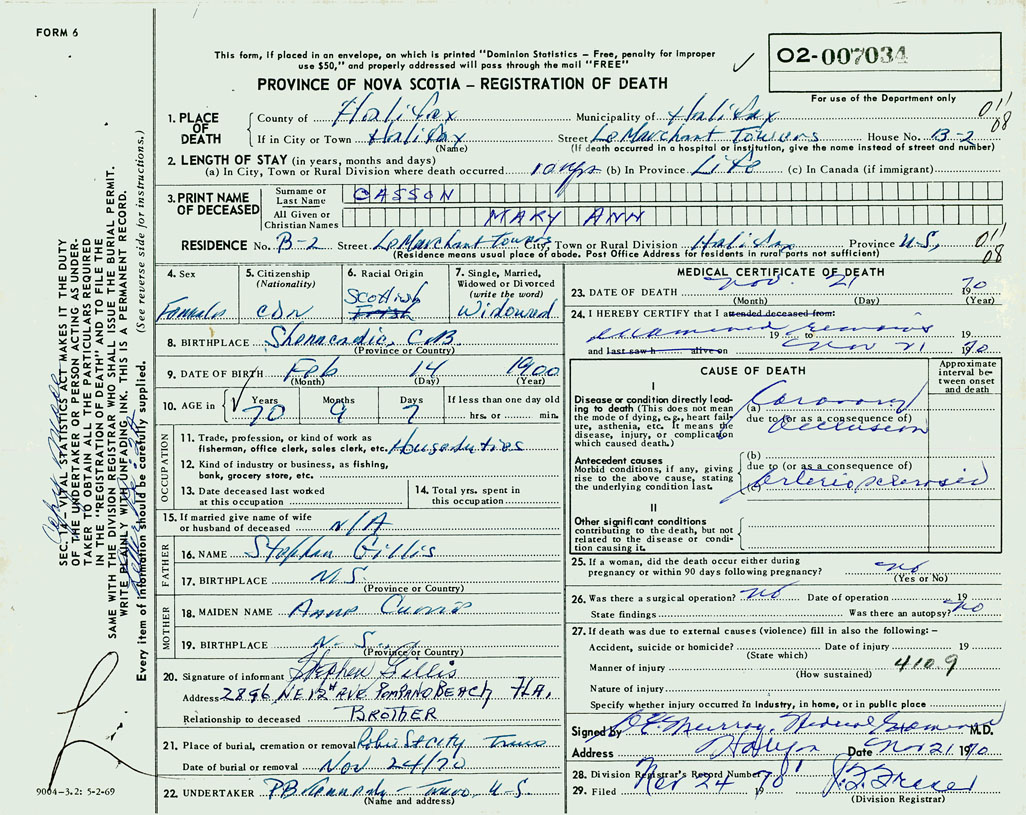 FORM 6
This form, if placed in an envelope, on which is printed "Dominion Statistics – Free, penalty for improper
use $50," and properly addressed will pass through the mail "FREE"
02-007034
For use of the Department only
PROVINCE OF NOVA SCOTIA – REGISTRATION OF DEATH
011
08
1. PLACE OF DEATH
County of Halifax Municipality of Halifax
If in City or Town Halifax Street LeMarchant Towers House No. B-2
(Name) (If death occurred in a hospital or institution, give the name instead of street and number)
2. LENGTH OF STAY (in years, months and days)
(a) In City, Town or Rural Division where death occurred 10 yrs (b) In Province Life (c) In Canada (if immigrant)
3. PRINT NAME OF DECEASED
Surname or Last Name CASSON
All Given or Christian Names MARY ANN
RESIDENCE No. B-2 Street LeMarchant Towers City, Town or Rural Division Halifax Province N.S.
(Residence means usual place of abode. Post Office Address for residents in rural parts not sufficient)
011
08
4. Sex
Female
5. Citizenship
(Nationality)
CDN
6. Racial Origin
Scottish
7. Single, Married,
Widowed or Divorced
(write the word)
Widowed
8. BIRTHPLACE Shenacadie, CB
(Province or Country)
9. DATE OF BIRTH Feb 14 1900
(Month) (Day) (Year)
10. AGE in
Years Months Days
70 9 7
If less than one day old
hrs. or min.
OCCUPATION
11. Trade, profession, or kind of work as
fisherman, office clerk, sales clerk, etc. Houseduties
12. Kind of industry or business, as fishing,
bank, grocery store, etc.
13. Date deceased last worked
at this occupation
14. Total yrs. spent in
this occupation
15. If married give name of wife
or husband of deceased N/A
FATHER
16. NAME Stephen Gillis
17. BIRTHPLACE N.S.
(Province or Country)
MOTHER
18. MAIDEN NAME Anne Currie
19. BIRTHPLACE N.S.
(Province or Country)
20. Signature of informant Stephen Gillis
Address 2896 NE 12th AVE POMPANO BEACH FLA.
Relationship to deceased BROTHER
21. Place of burial, cremation or removal Truro
Date of burial or removal Nov 24/70
22. UNDERTAKER Truro, N-S.
(Name and address)
MEDICAL CERTIFICATE OF DEATH
23. DATE OF DEATH Nov. 21 1970
(Month) (Day) (Year)
24. I HEREBY CERTIFY that I attended deceased from:
examined remains 19 to 19
and last saw h alive on Nov 21 1970
CAUSE OF DEATH
Approximate interval between onset and death
I
Disease or condition directly leading to death (This does not mean the mode of dying, e.g., heart failure, asthenia, etc. It means the disease, injury, or complication which caused death.)
(a) Coronary
due to (or as a consequence of)
Occlusion
Antecedent causes
Morbid conditions, if any, giving rise to the above cause, stating the underlying condition last.
(b)
due to (or as a consequence of)
(c) Arteriosclerosis
II
Other significant conditions
contributing to the death, but not related to the disease or condition causing it.
25. If a woman, did the death occur either during
pregnancy or within 90 days following pregnancy? No
(Yes or No)
26. Was there a surgical operation? No Date of operation 19
State findings Was there an autopsy? No
27. If death was due to external causes (violence) fill in also the following: –
Accident, suicide or homicide? Date of injury 19
(State which)
Manner of injury 410.9
(How sustained)
Nature of injury
Specify whether injury occurred in industry, in home, or in public place
Signed by Murray, Medical Examiner M.D.
Address Halifax Date Nov 21 1970
28. Division Registrar's Record Number
29. Filed Nov 24 1970
(Division Registrar)
SEC. 14 – VITAL STATISTICS ACT MAKES IT THE DUTY
OF THE UNDERTAKER OR PERSON ACTING AS UNDERTAKER TO OBTAIN ALL THE PARTICULARS REQUIRED
IN THE "REGISTRATION OF DEATH" AND TO FILE THE
SAME WITH THE DIVISION REGISTRAR WHO SHALL ISSUE THE BURIAL PERMIT.
WRITE PLAINLY WITH UNFADING INK. THIS IS A PERMANENT RECORD.
Every item of information should be carefully supplied. (See reverse side for instructions.)
9004-3.2: 5-2-69